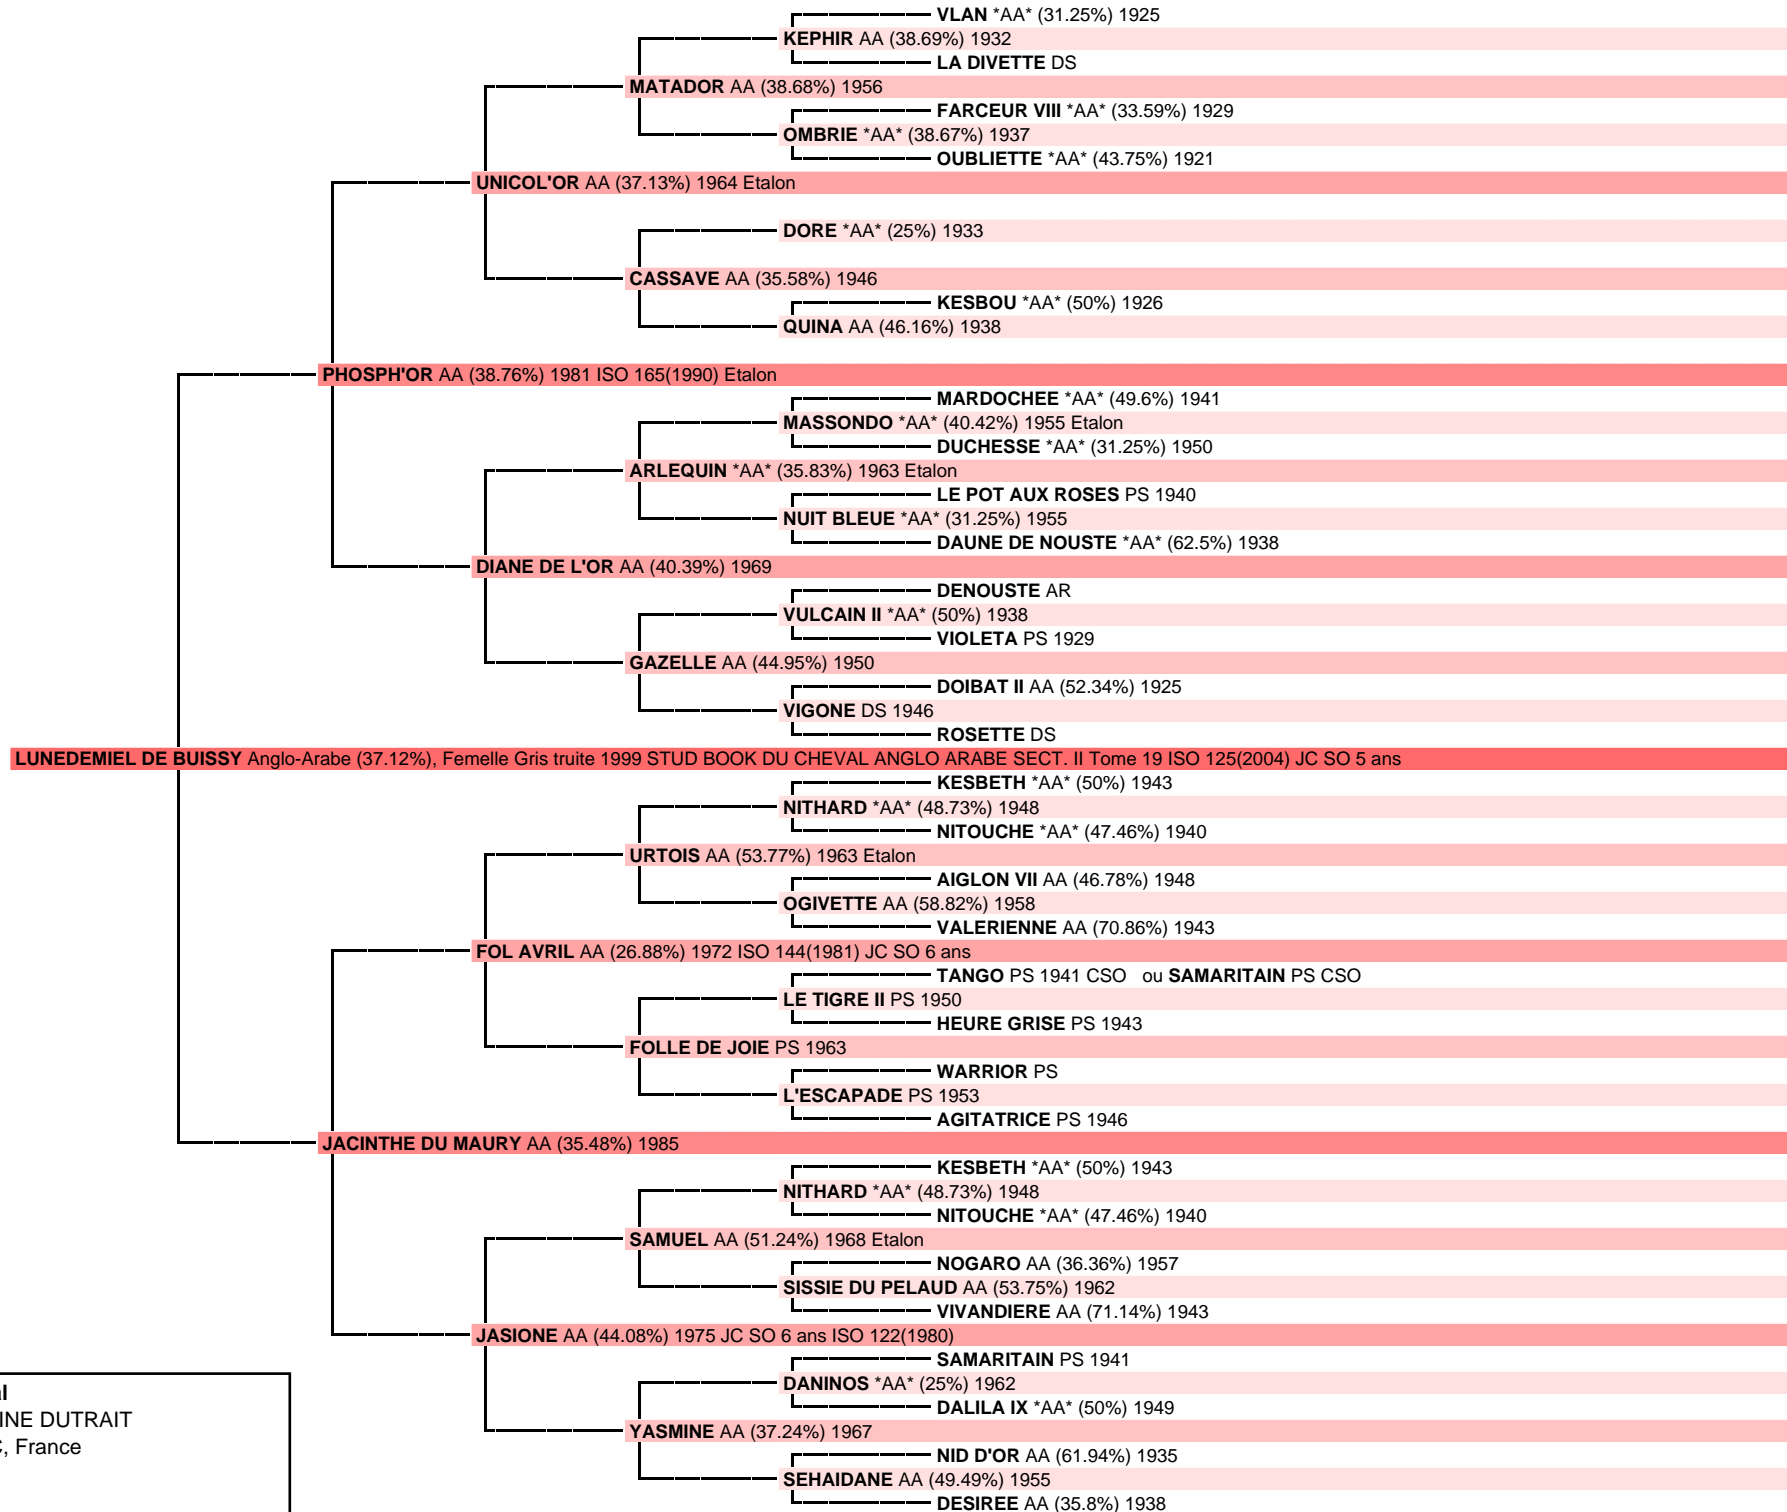 VLAN *AA* (31.25%) 1925
KEPHIR AA (38.69%) 1932
LA DIVETTE DS
MATADOR AA (38.68%) 1956
FARCEUR VIII *AA* (33.59%) 1929
OMBRIE *AA* (38.67%) 1937
OUBLIETTE *AA* (43.75%) 1921
UNICOL'OR AA (37.13%) 1964 Etalon
DORE *AA* (25%) 1933
CASSAVE AA (35.58%) 1946
KESBOU *AA* (50%) 1926
QUINA AA (46.16%) 1938
PHOSPH'OR AA (38.76%) 1981 ISO 165(1990) Etalon
MARDOCHEE *AA* (49.6%) 1941
MASSONDO *AA* (40.42%) 1955 Etalon
DUCHESSE *AA* (31.25%) 1950
ARLEQUIN *AA* (35.83%) 1963 Etalon
LE POT AUX ROSES PS 1940
NUIT BLEUE *AA* (31.25%) 1955
DAUNE DE NOUSTE *AA* (62.5%) 1938
DIANE DE L'OR AA (40.39%) 1969
DENOUSTE AR
VULCAIN II *AA* (50%) 1938
VIOLETA PS 1929
GAZELLE AA (44.95%) 1950
DOIBAT II AA (52.34%) 1925
VIGONE DS 1946
ROSETTE DS
LUNEDEMIEL DE BUISSY Anglo-Arabe (37.12%), Femelle Gris truite 1999 STUD BOOK DU CHEVAL ANGLO ARABE SECT. II Tome 19 ISO 125(2004) JC SO 5 ans
KESBETH *AA* (50%) 1943
NITHARD *AA* (48.73%) 1948
NITOUCHE *AA* (47.46%) 1940
URTOIS AA (53.77%) 1963 Etalon
AIGLON VII AA (46.78%) 1948
OGIVETTE AA (58.82%) 1958
VALERIENNE AA (70.86%) 1943
FOL AVRIL AA (26.88%) 1972 ISO 144(1981) JC SO 6 ans
TANGO PS 1941 CSO ou SAMARITAIN PS CSO
LE TIGRE II PS 1950
HEURE GRISE PS 1943
FOLLE DE JOIE PS 1963
WARRIOR PS
L'ESCAPADE PS 1953
AGITATRICE PS 1946
JACINTHE DU MAURY AA (35.48%) 1985
KESBETH *AA* (50%) 1943
NITHARD *AA* (48.73%) 1948
NITOUCHE *AA* (47.46%) 1940
SAMUEL AA (51.24%) 1968 Etalon
NOGARO AA (36.36%) 1957
SISSIE DU PELAUD AA (53.75%) 1962
VIVANDIERE AA (71.14%) 1943
JASIONE AA (44.08%) 1975 JC SO 6 ans ISO 122(1980)
SAMARITAIN PS 1941
DANINOS *AA* (25%) 1962
DALILA IX *AA* (50%) 1949
YASMINE AA (37.24%) 1967
NID D'OR AA (61.94%) 1935
SEHAIDANE AA (49.49%) 1955
DESIREE AA (35.8%) 1938
INE DUTRAIT
, France